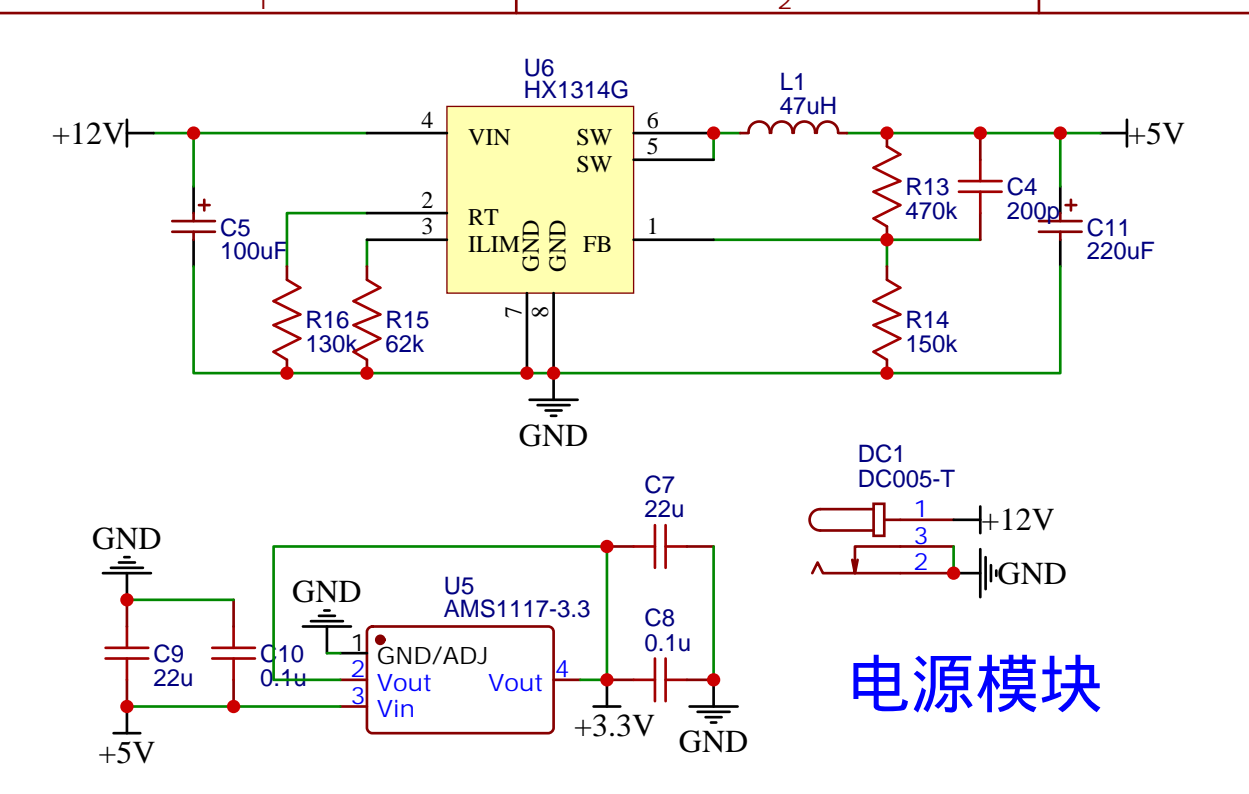 1
2
U6
HX1314G
L1
47uH
+12V
4
VIN
SW
6
SW
5
+5V
2
RT
3
ILIM
GND
GND
FB
1
7
8
C5
100uF
R16
130k
R15
62k
R13
470k
C4
200p
C11
220uF
R14
150k
GND
DC1
DC005-T
1
+12V
3
2
GND
C7
22u
GND
GND
U5
AMS1117-3.3
C8
0.1u
C9
22u
C10
0.1u
1
GND/ADJ
2
Vout
Vout
4
3
Vin
+5V
+3.3V
GND
电源模块